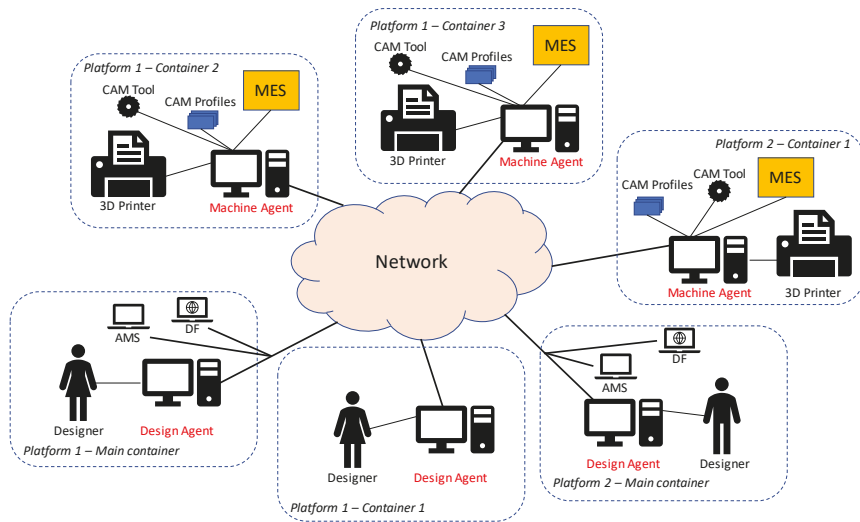 Platform 1 – Container 2
CAM Tool
CAM Profiles
MES
3D Printer
Machine Agent
Platform 1 – Container 3
CAM Tool
CAM Profiles
MES
3D Printer
Machine Agent
Platform 2 – Container 1
CAM Profiles
CAM Tool
MES
Machine Agent
3D Printer
Network
AMS
DF
Designer
Design Agent
Platform 1 – Main container
Designer
Design Agent
Platform 1 – Container 1
DF
AMS
Design Agent
Designer
Platform 2 – Main container